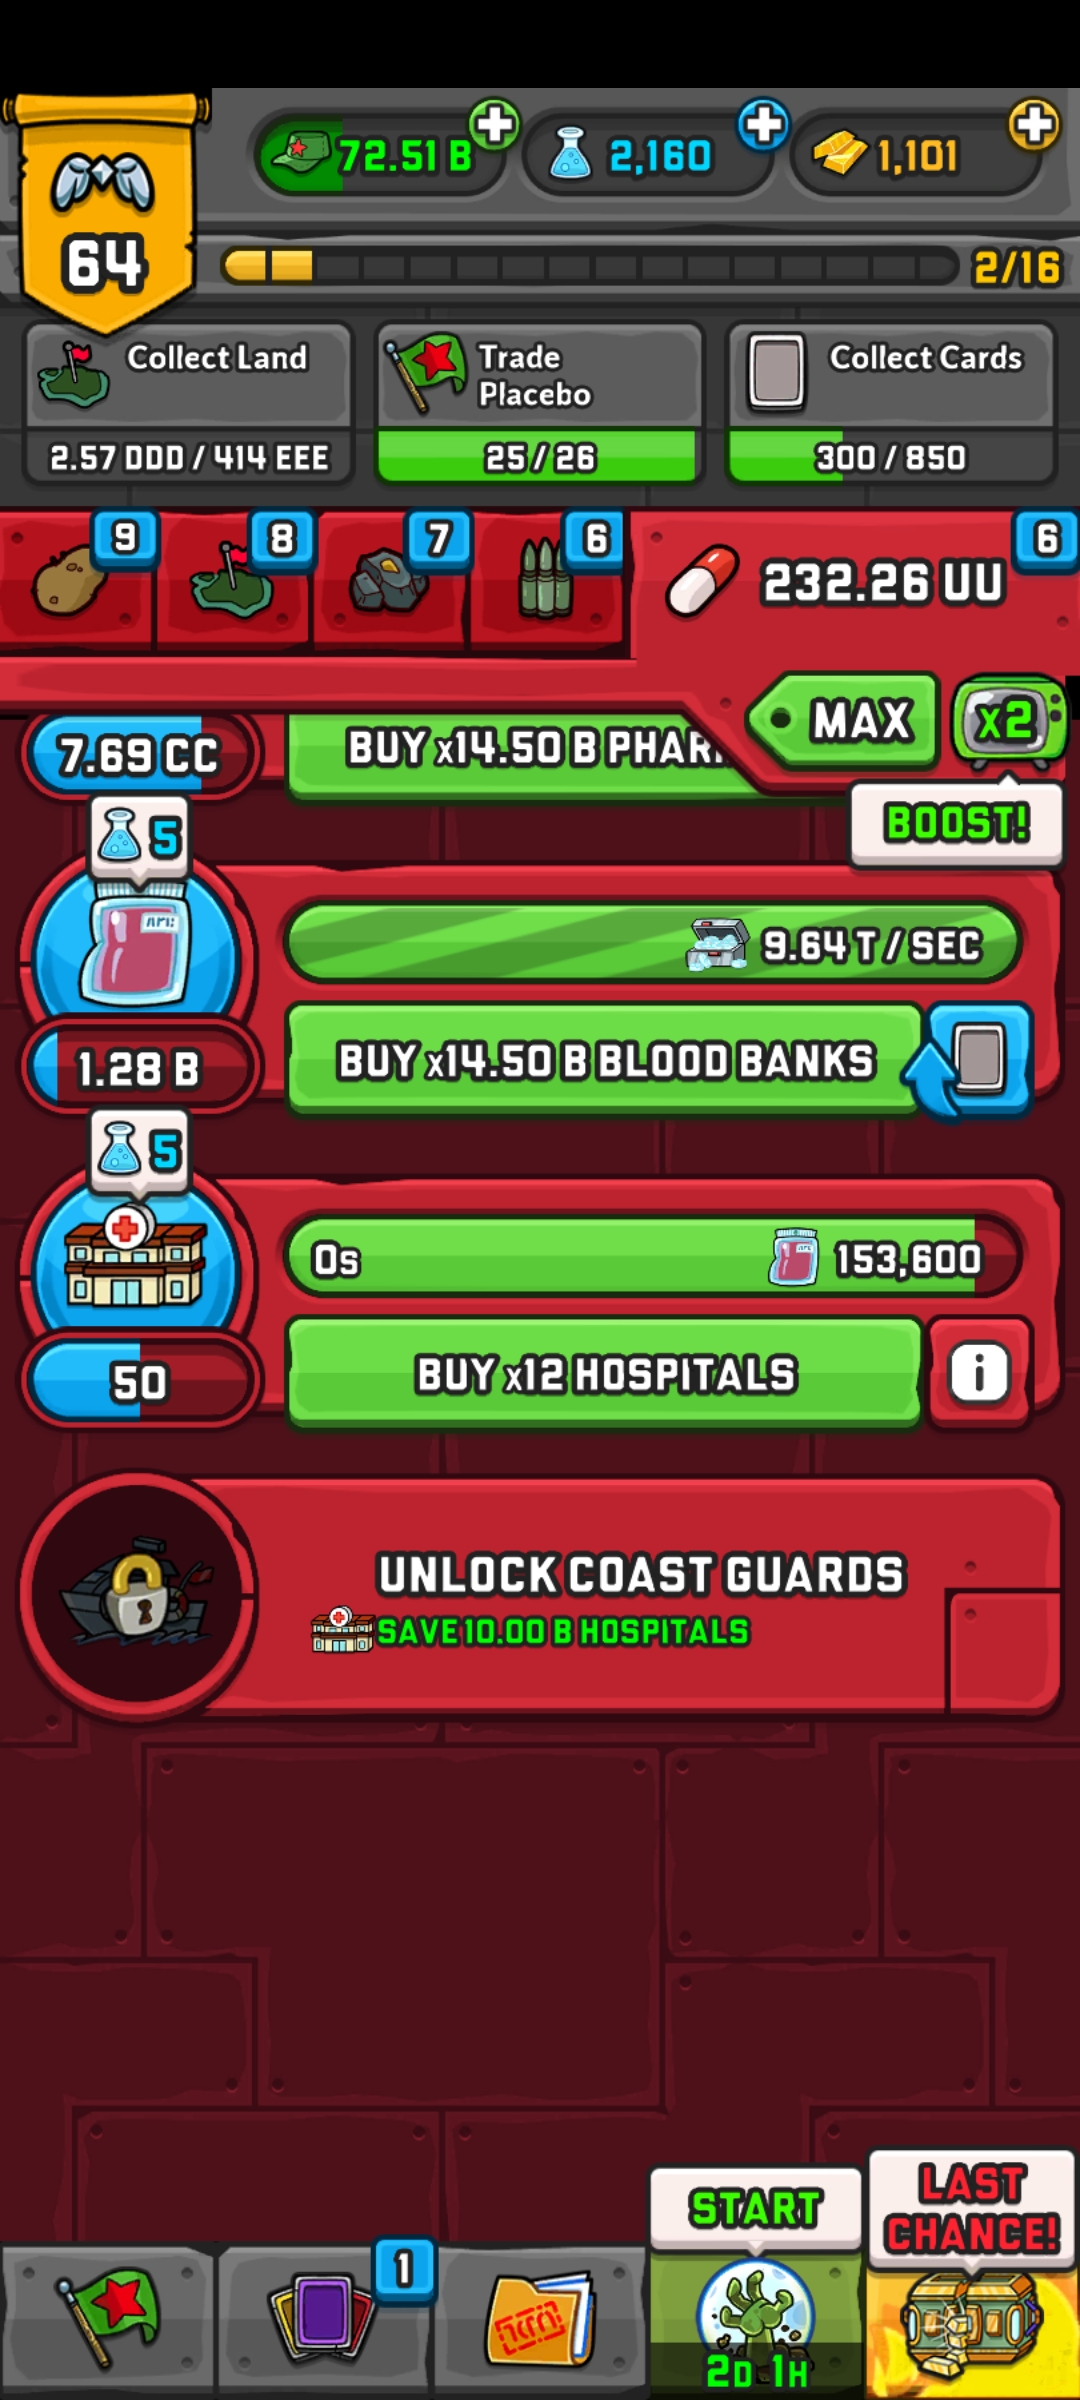 72.51 B
2,160
1,101
64
2/16
Collect Land
2.57 DDD / 414 EEE
Trade
Placebo
25 / 26
Collect Cards
300 / 850
9
8
7
6
232.26 UU
6
MAX
x2
BOOST!
7.69 CC
BUY x14.50 B PHAR
5
9.64 T / SEC
1.28 B
BUY x14.50 B BLOOD BANKS
5
0s
153,600
50
BUY x12 HOSPITALS
i
UNLOCK COAST GUARDS
SAVE 10.00 B HOSPITALS
1
START
2D 1H
LAST
CHANCE!